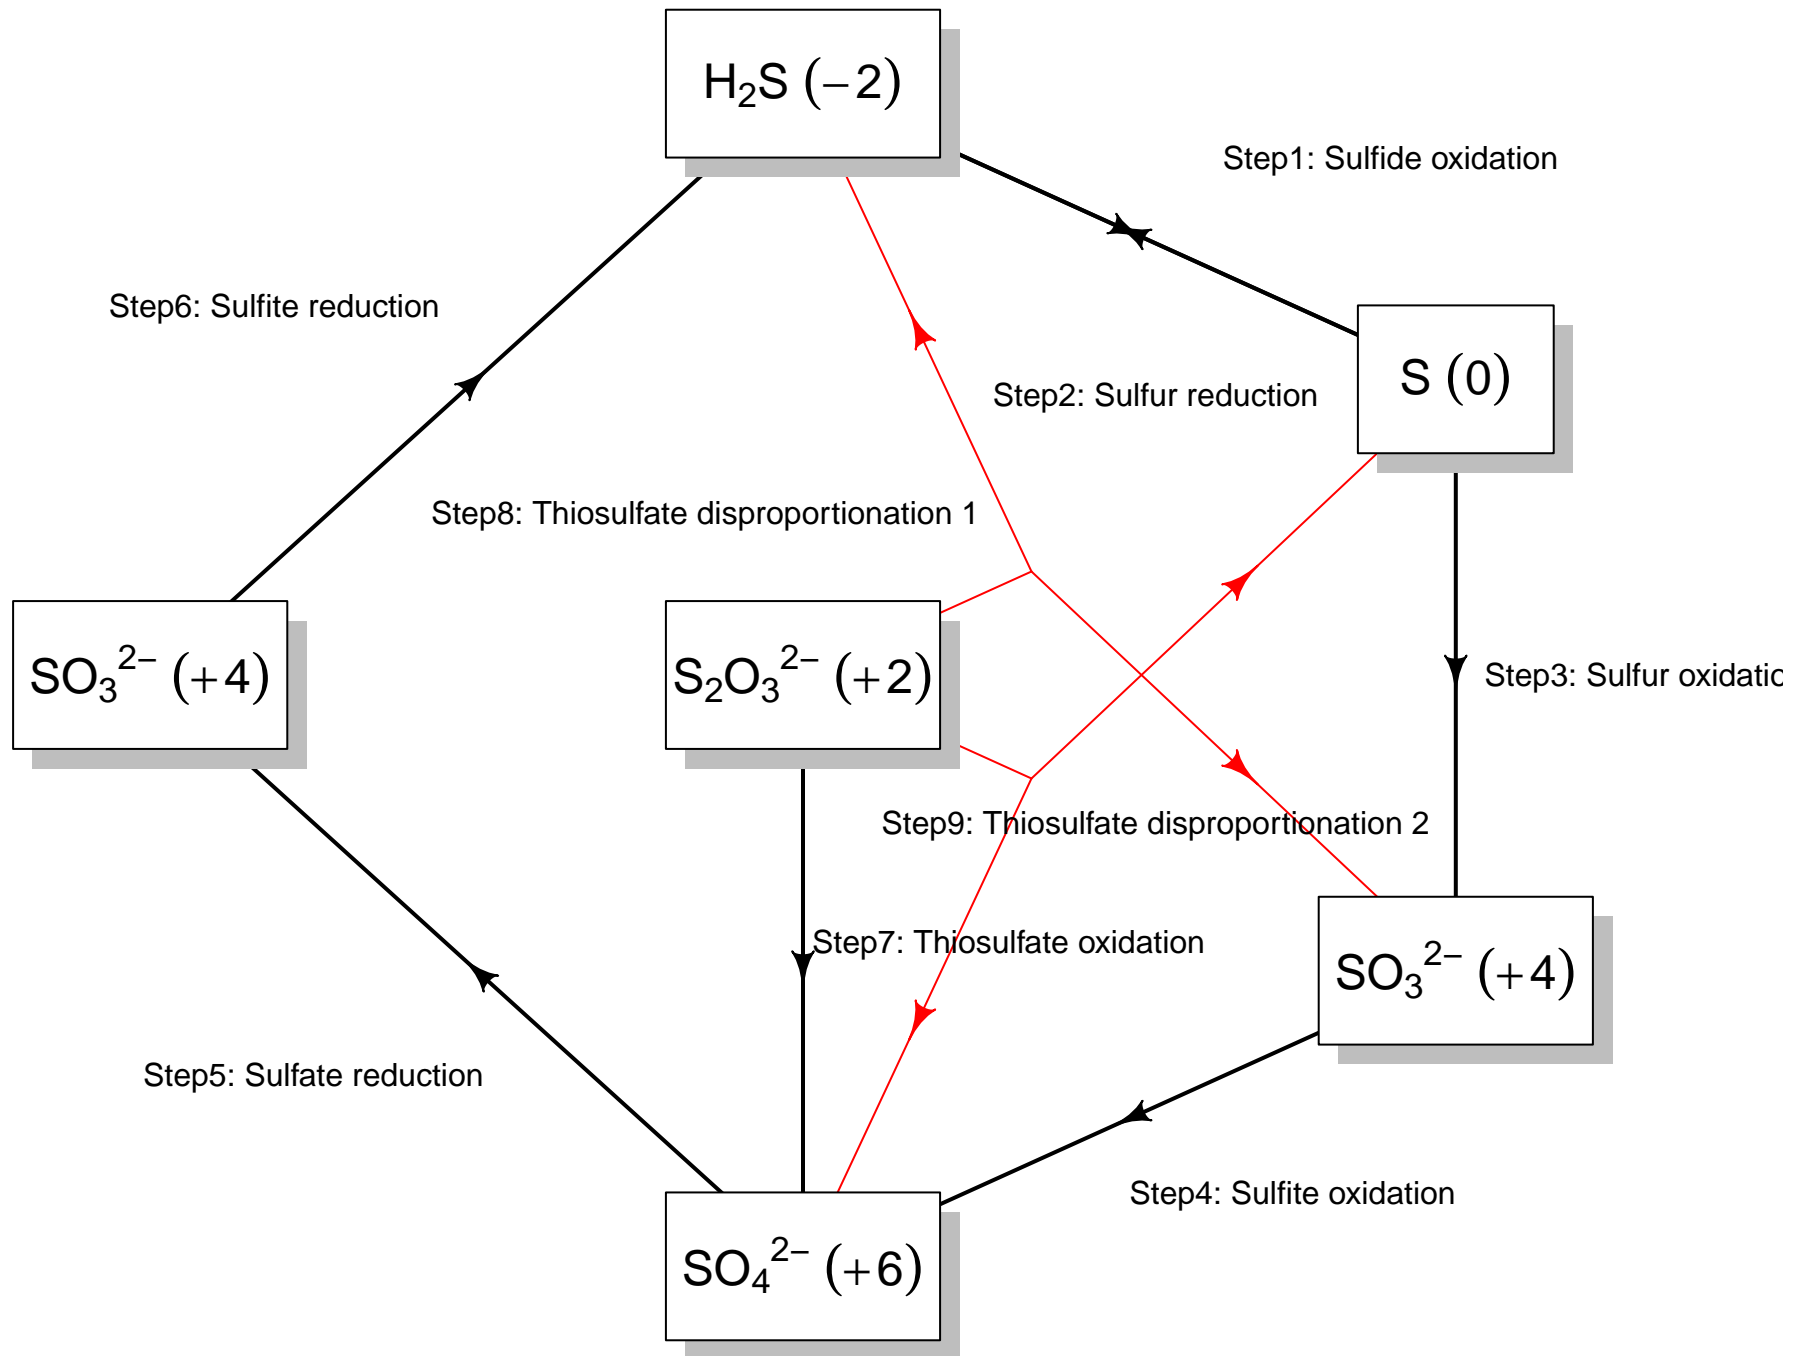 H₂S (−2)
Step1: Sulfide oxidation
Step6: Sulfite reduction
S (0)
Step2: Sulfur reduction
Step8: Thiosulfate disproportionation 1
SO₃²⁻ (+4)
S₂O₃²⁻ (+2)
Step3: Sulfur oxidatic
Step9: Thiosulfate disproportionation 2
Step7: Thiosulfate oxidation
SO₃²⁻ (+4)
Step5: Sulfate reduction
Step4: Sulfite oxidation
SO₄²⁻ (+6)